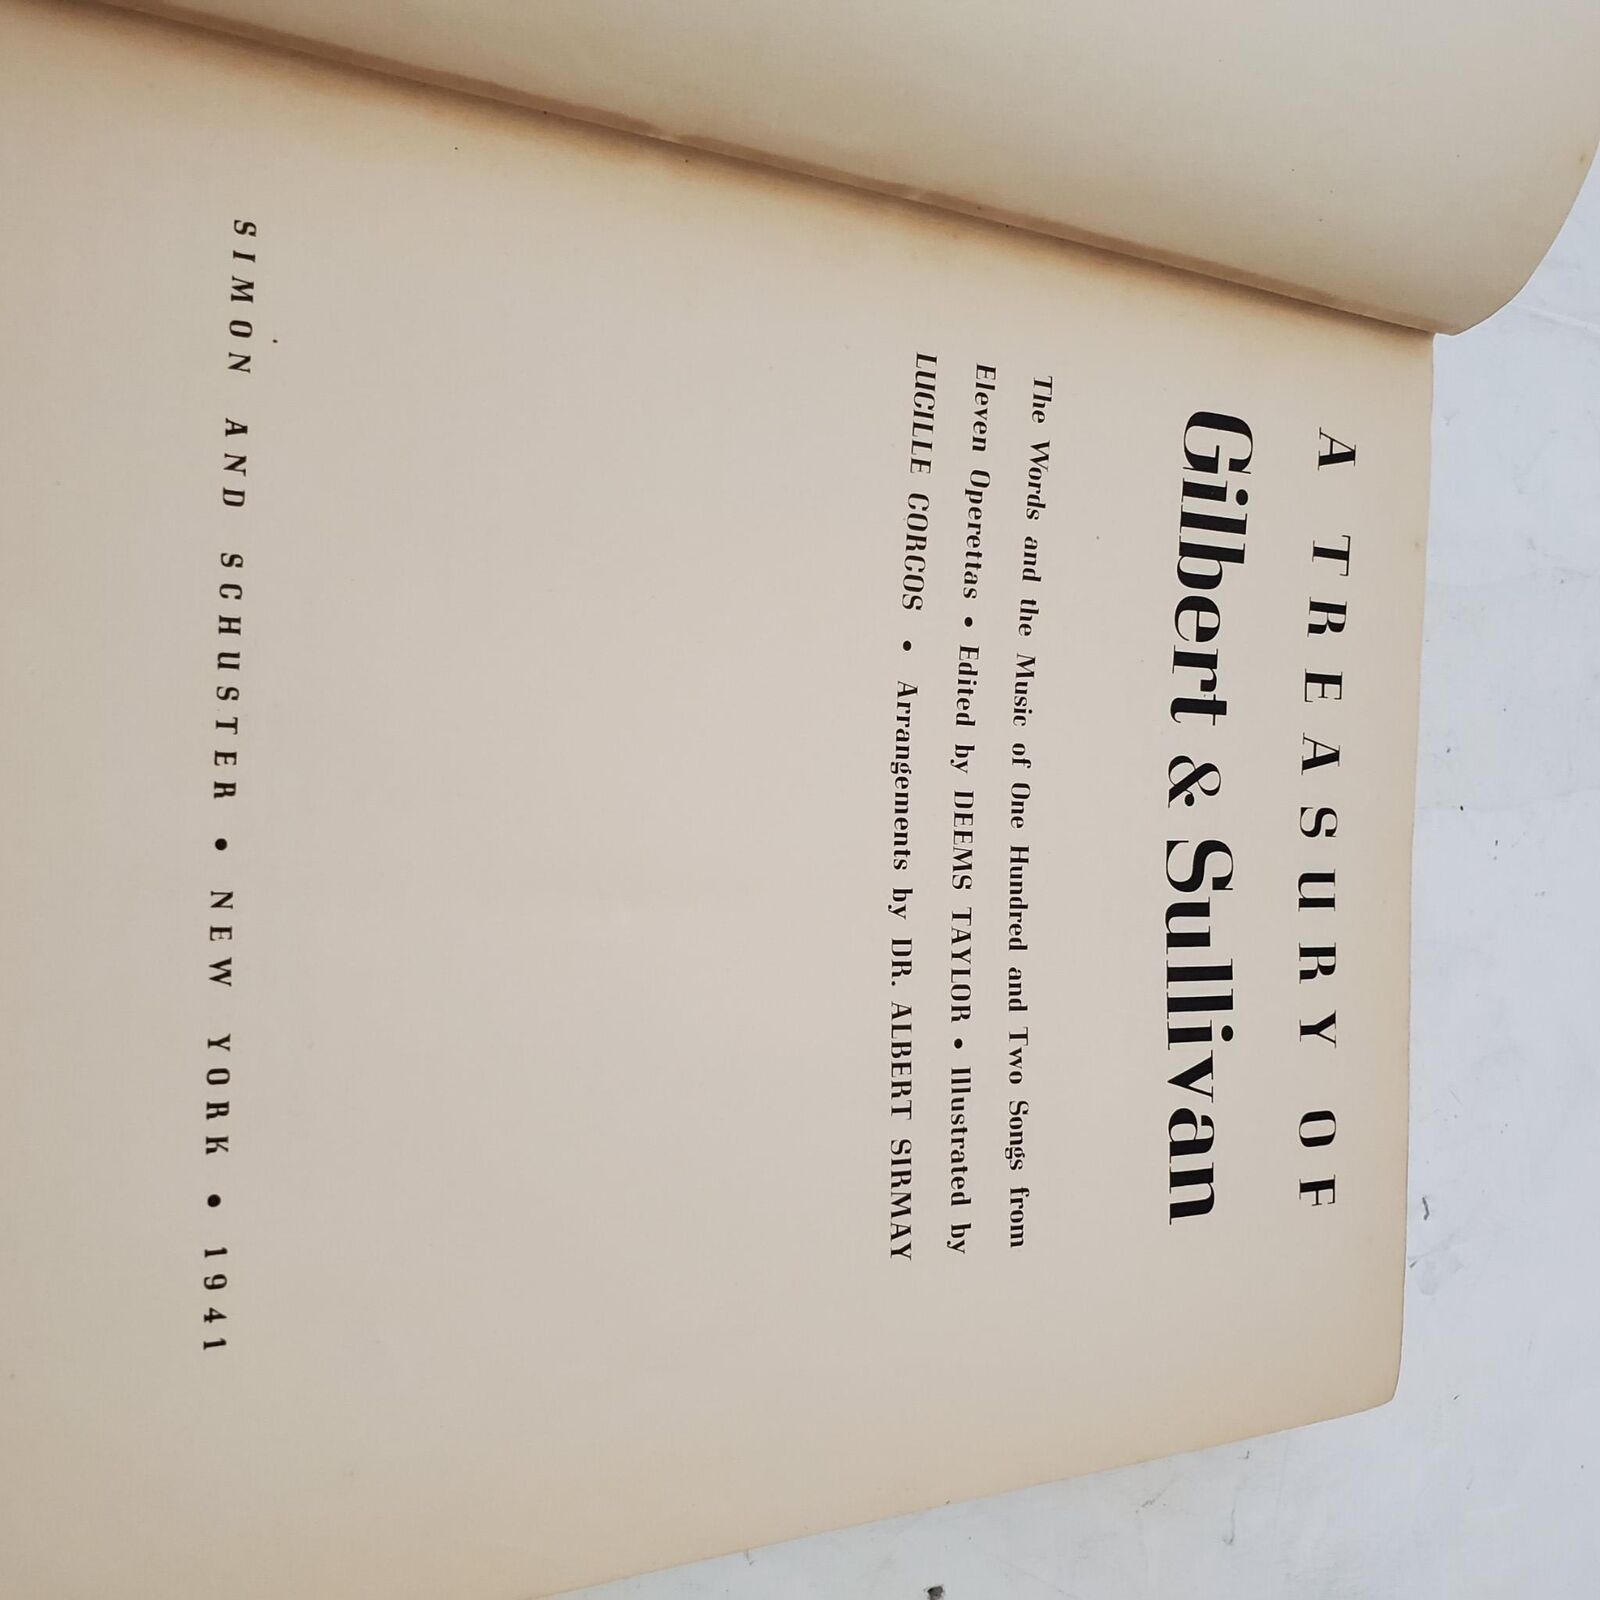 A TREASURY OF
Gilbert & Sullivan
The Words and the Music of One Hundred and Two Songs from
Eleven Operettas • Edited by DEEMS TAYLOR • Illustrated by
LUCILLE CORCOS • Arrangements by DR. ALBERT SIRMAY
SIMON AND SCHUSTER • NEW YORK • 1941